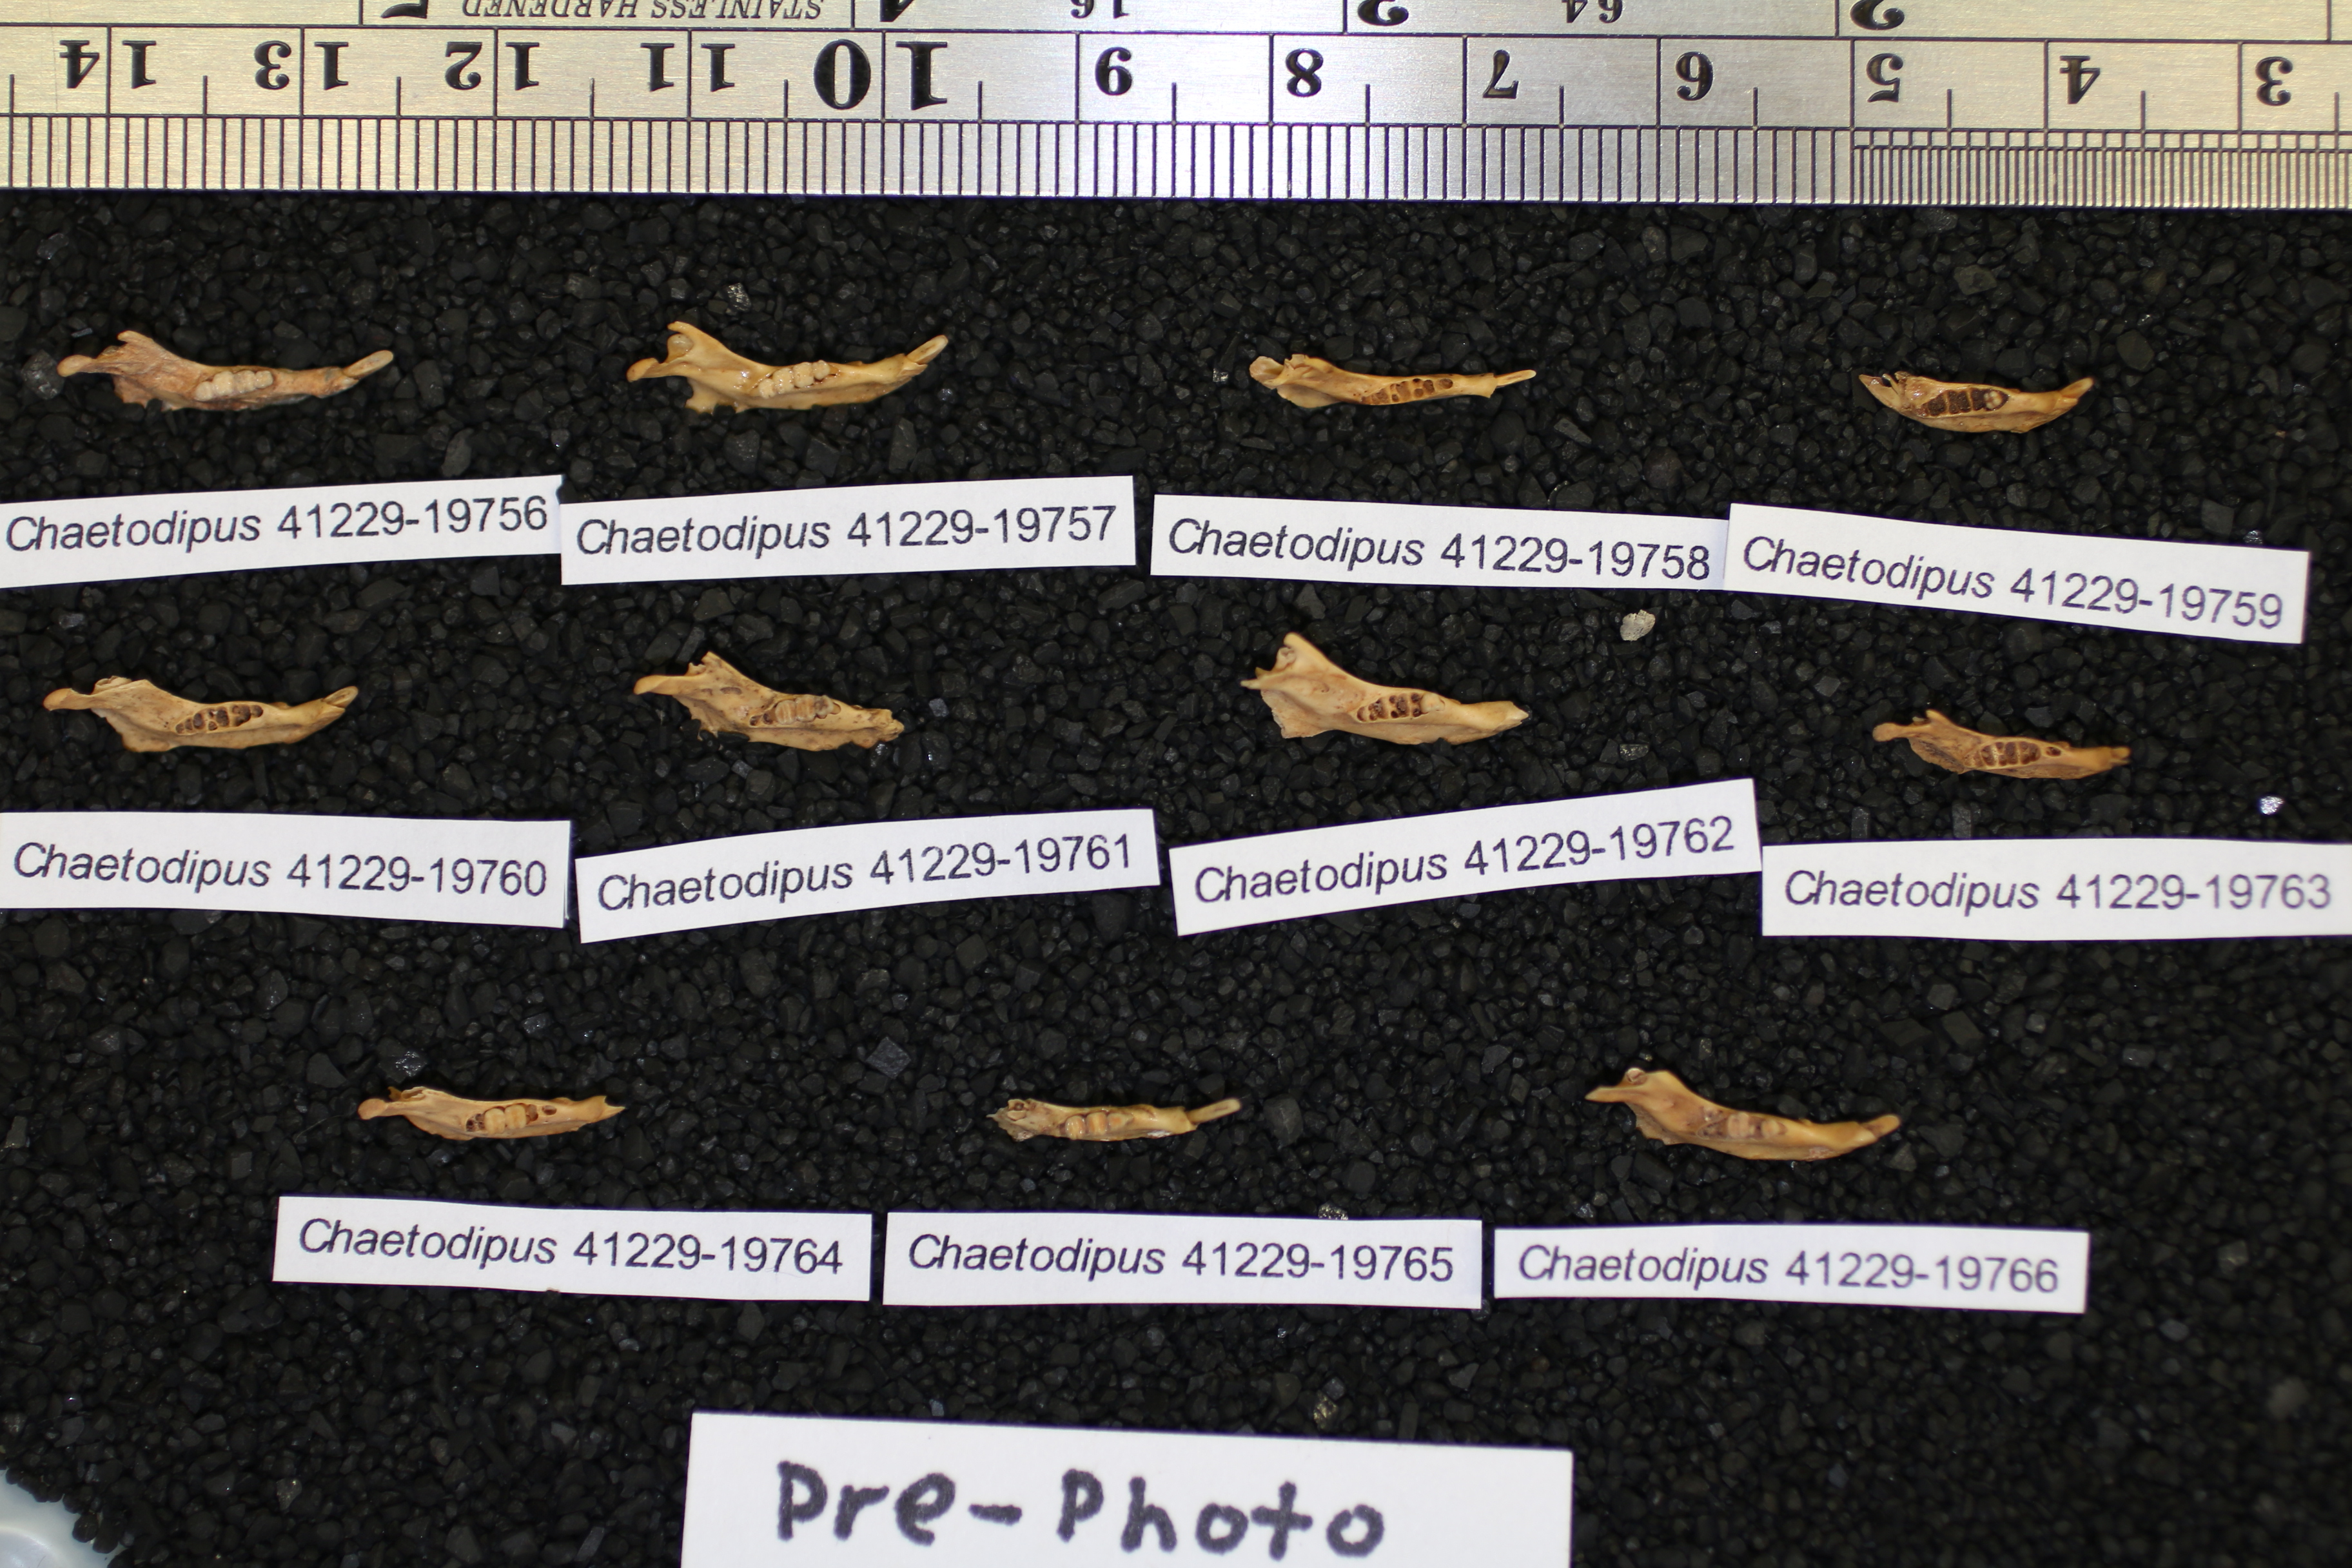 STAINLESS HARDENED 16 64
14 13 12 11 10 9 8 7 6 5 4 3
Chaetodipus 41229-19756
Chaetodipus 41229-19757
Chaetodipus 41229-19758
Chaetodipus 41229-19759
Chaetodipus 41229-19760
Chaetodipus 41229-19761
Chaetodipus 41229-19762
Chaetodipus 41229-19763
Chaetodipus 41229-19764
Chaetodipus 41229-19765
Chaetodipus 41229-19766
Pre-Photo